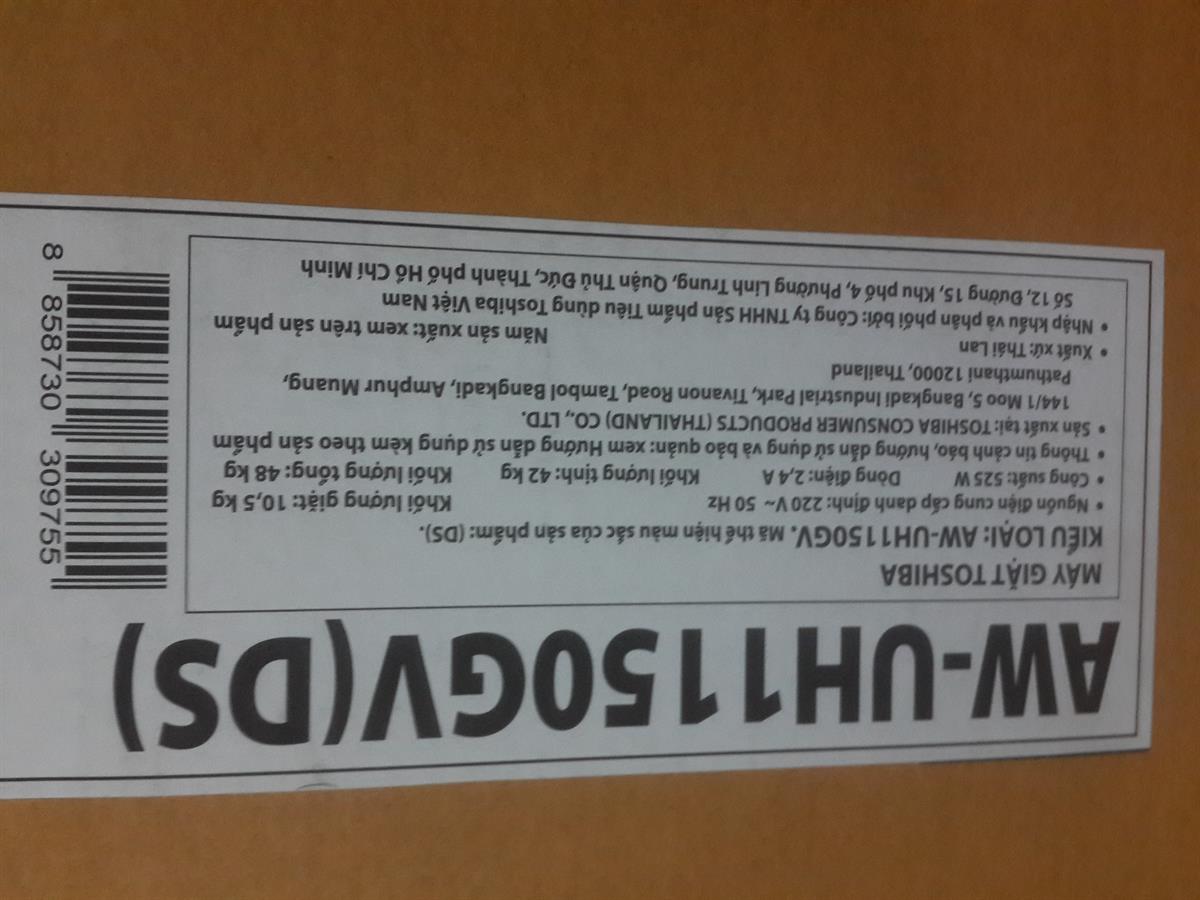 AW-UH1150GV(DS)
MÁY GIẶT TOSHIBA
KIỂU LOẠI: AW-UH1150GV. Mã thể hiện màu sắc của sản phẩm: (DS).
• Nguồn điện cung cấp danh định: 220 V~ 50 Hz Khối lượng giặt: 10,5 kg
• Công suất: 525 W Dòng điện: 2,4 A Khối lượng tịnh: 42 kg Khối lượng tổng: 48 kg
• Thông tin cảnh báo, hướng dẫn sử dụng và bảo quản: xem Hướng dẫn sử dụng kèm theo sản phẩm
• Sản xuất tại: TOSHIBA CONSUMER PRODUCTS (THAILAND) CO., LTD.
144/1 Moo 5, Bangkadi Industrial Park, Tivanon Road, Tambol Bangkadi, Amphur Muang,
Pathumthani 12000, Thailand
• Xuất xứ: Thái Lan Năm sản xuất: xem trên sản phẩm
• Nhập khẩu và phân phối bởi: Công ty TNHH Sản phẩm Tiêu dùng Toshiba Việt Nam
Số 12, Đường 15, Khu phố 4, Phường Linh Trung, Quận Thủ Đức, Thành phố Hồ Chí Minh
8 858730 309755